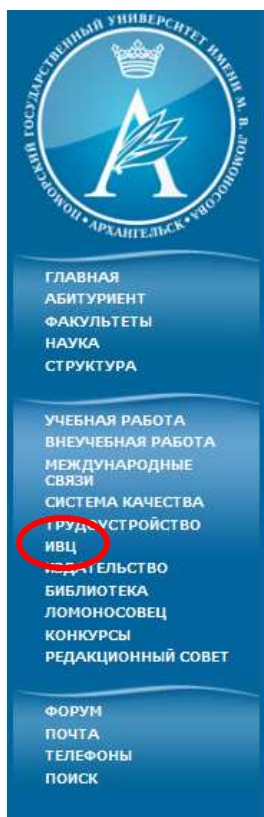 ПОМОРСКИЙ ГОСУДАРСТВЕННЫЙ УНИВЕРСИТЕТ ИМЕНИ М. В. ЛОМОНОСОВА
• АРХАНГЕЛЬСК •
ГЛАВНАЯ
АБИТУРИЕНТ
ФАКУЛЬТЕТЫ
НАУКА
СТРУКТУРА
УЧЕБНАЯ РАБОТА
ВНЕУЧЕБНАЯ РАБОТА
МЕЖДУНАРОДНЫЕ
СВЯЗИ
СИСТЕМА КАЧЕСТВА
ТРУДОУСТРОЙСТВО
ИВЦ
ИЗДАТЕЛЬСТВО
БИБЛИОТЕКА
ЛОМОНОСОВЕЦ
КОНКУРСЫ
РЕДАКЦИОННЫЙ СОВЕТ
ФОРУМ
ПОЧТА
ТЕЛЕФОНЫ
ПОИСК